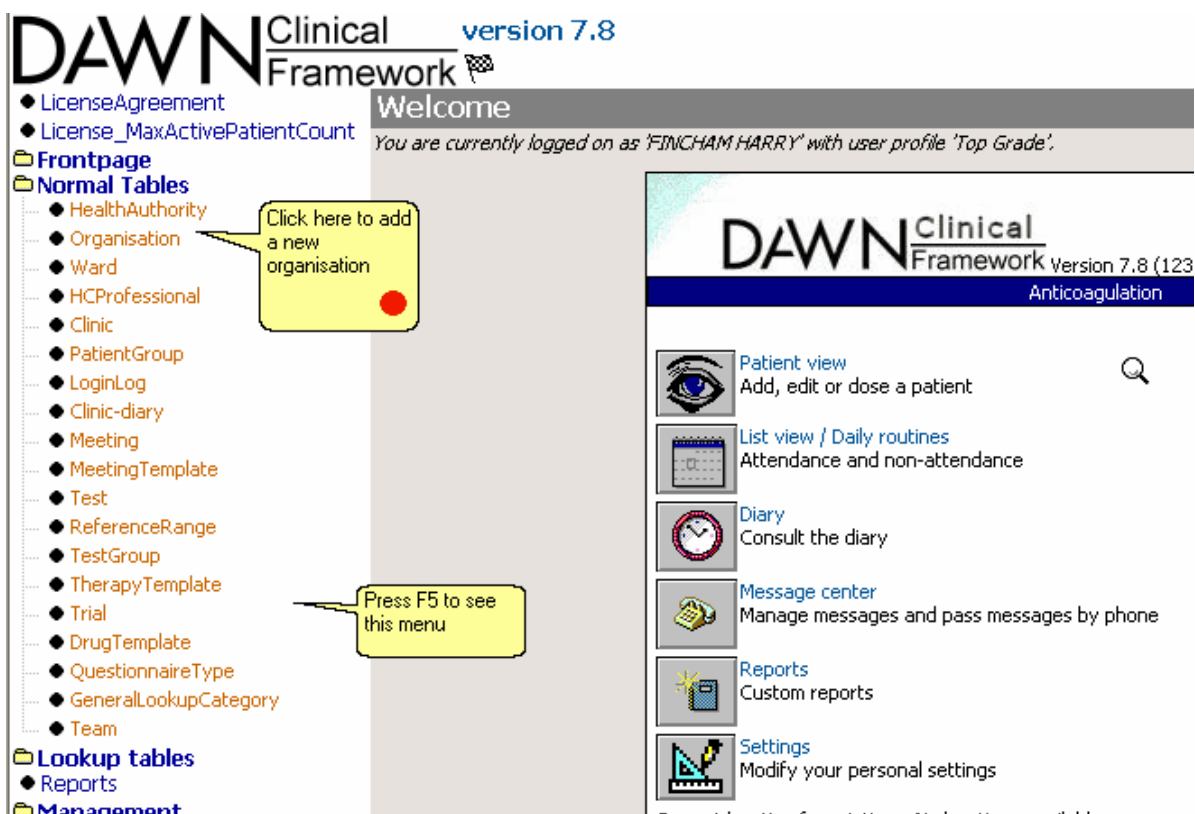 DAWN Clinical Framework version 7.8
LicenseAgreement
License_MaxActivePatientCount
Frontpage
Normal Tables
HealthAuthority
Organisation
Ward
HCProfessional
Clinic
PatientGroup
LoginLog
Clinic-diary
Meeting
MeetingTemplate
Test
ReferenceRange
TestGroup
TherapyTemplate
Trial
DrugTemplate
QuestionnaireType
GeneralLookupCategory
Team
Lookup tables
Reports
Management
Click here to add
a new
organisation
Press F5 to see
this menu
Welcome
You are currently logged on as 'FINCHAM HARRY' with user profile 'Top Grade'.
DAWN Clinical Framework Version 7.8 (123
Anticoagulation
Patient view
Add, edit or dose a patient
List view / Daily routines
Attendance and non-attendance
Diary
Consult the diary
Message center
Manage messages and pass messages by phone
Reports
Custom reports
Settings
Modify your personal settings